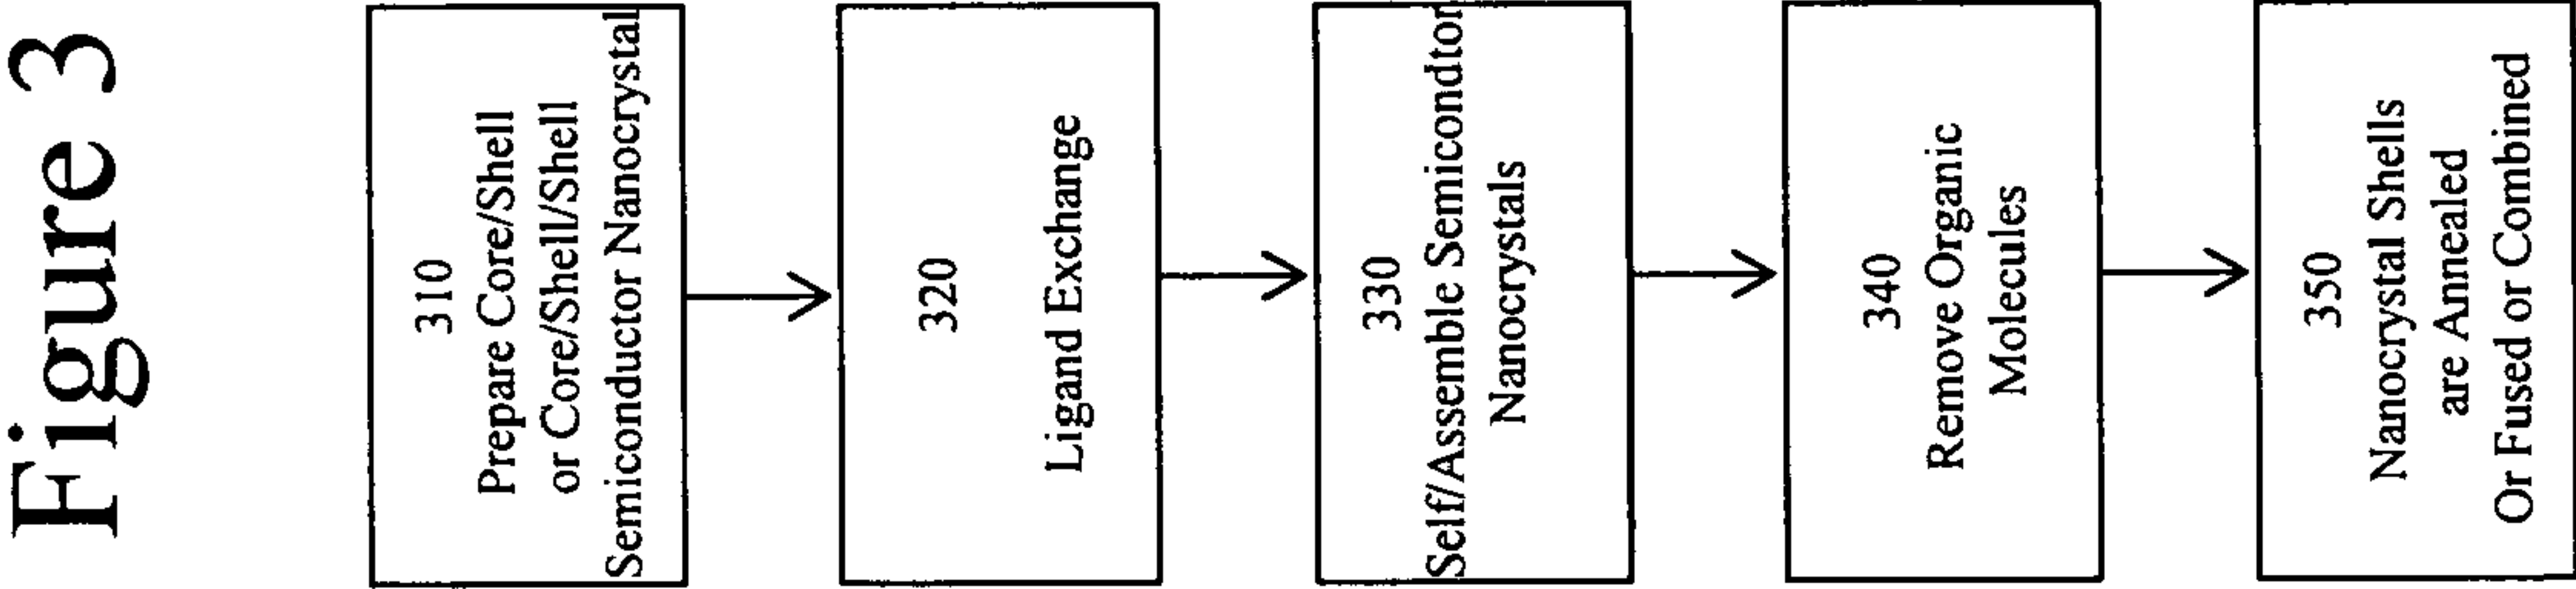 Figure 3
310
Prepare Core/Shell
or Core/Shell/Shell
Semiconductor Nanocrystal
320
Ligand Exchange
330
Self/Assemble Semicondtor
Nanocrystals
340
Remove Organic
Molecules
350
Nanocrystal Shells
are Annealed
Or Fused or Combined